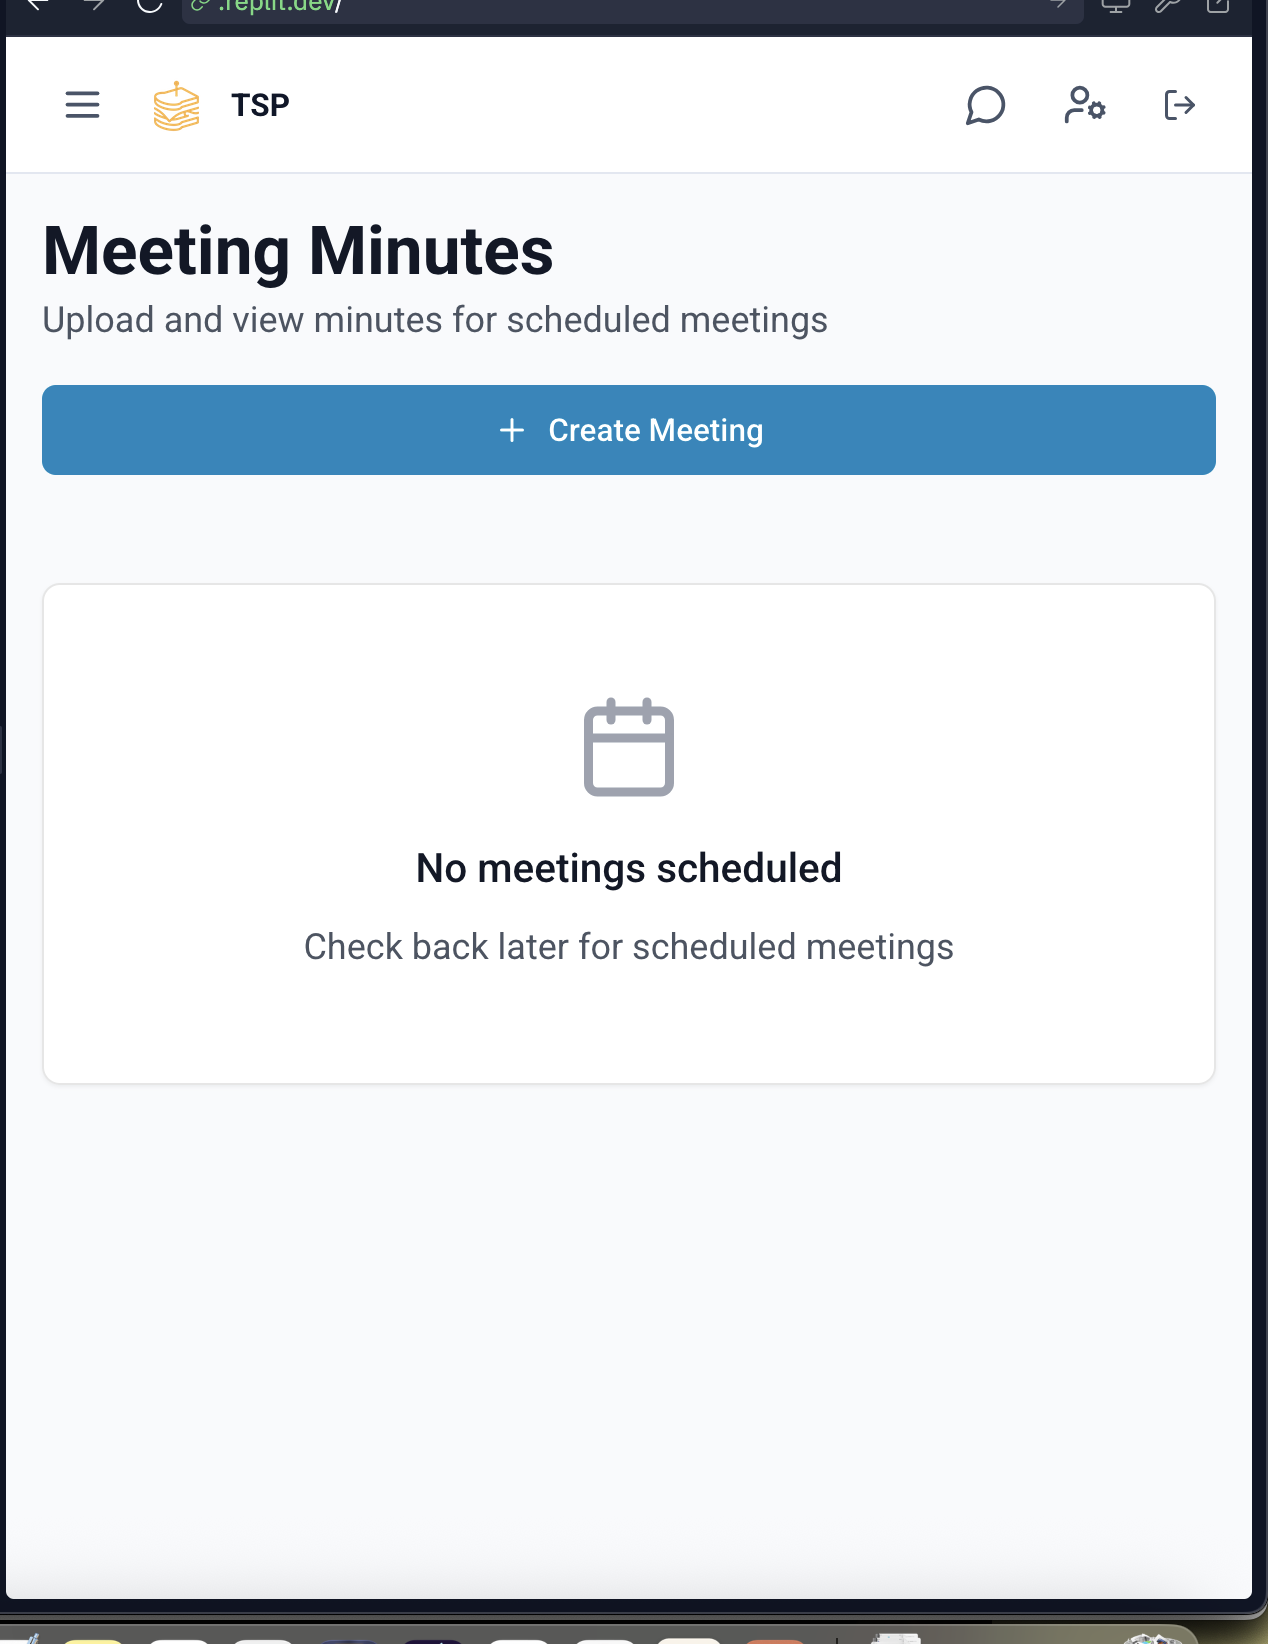 .replit.dev/
TSP
Meeting Minutes
Upload and view minutes for scheduled meetings
Create Meeting
No meetings scheduled
Check back later for scheduled meetings